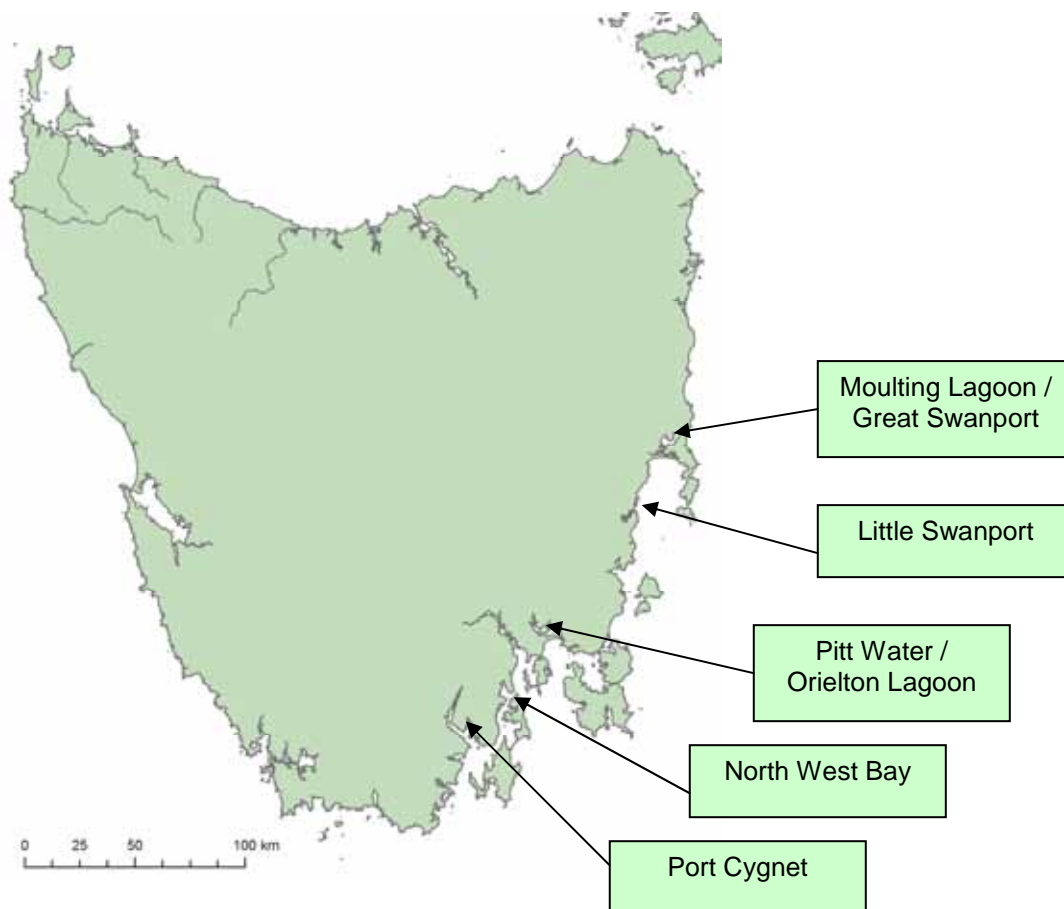 Moulting Lagoon /
Great Swanport
Little Swanport
Pitt Water /
Orielton Lagoon
North West Bay
Port Cygnet
0 25 50 100 km